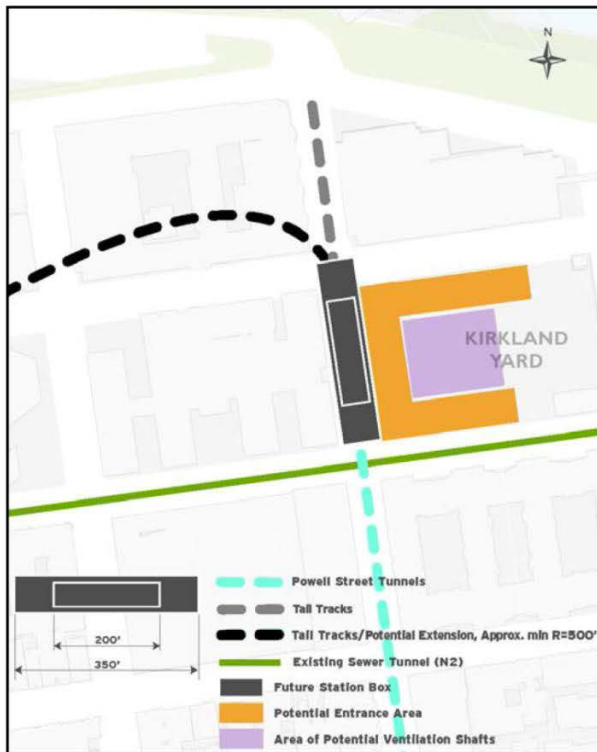 N
KIRKLAND
YARD
200'
350'
Powell Street Tunnels
Tail Tracks
Tail Tracks/Potential Extension, Approx. min R=500'
Existing Sewer Tunnel (N2)
Future Station Box
Potential Entrance Area
Area of Potential Ventilation Shafts